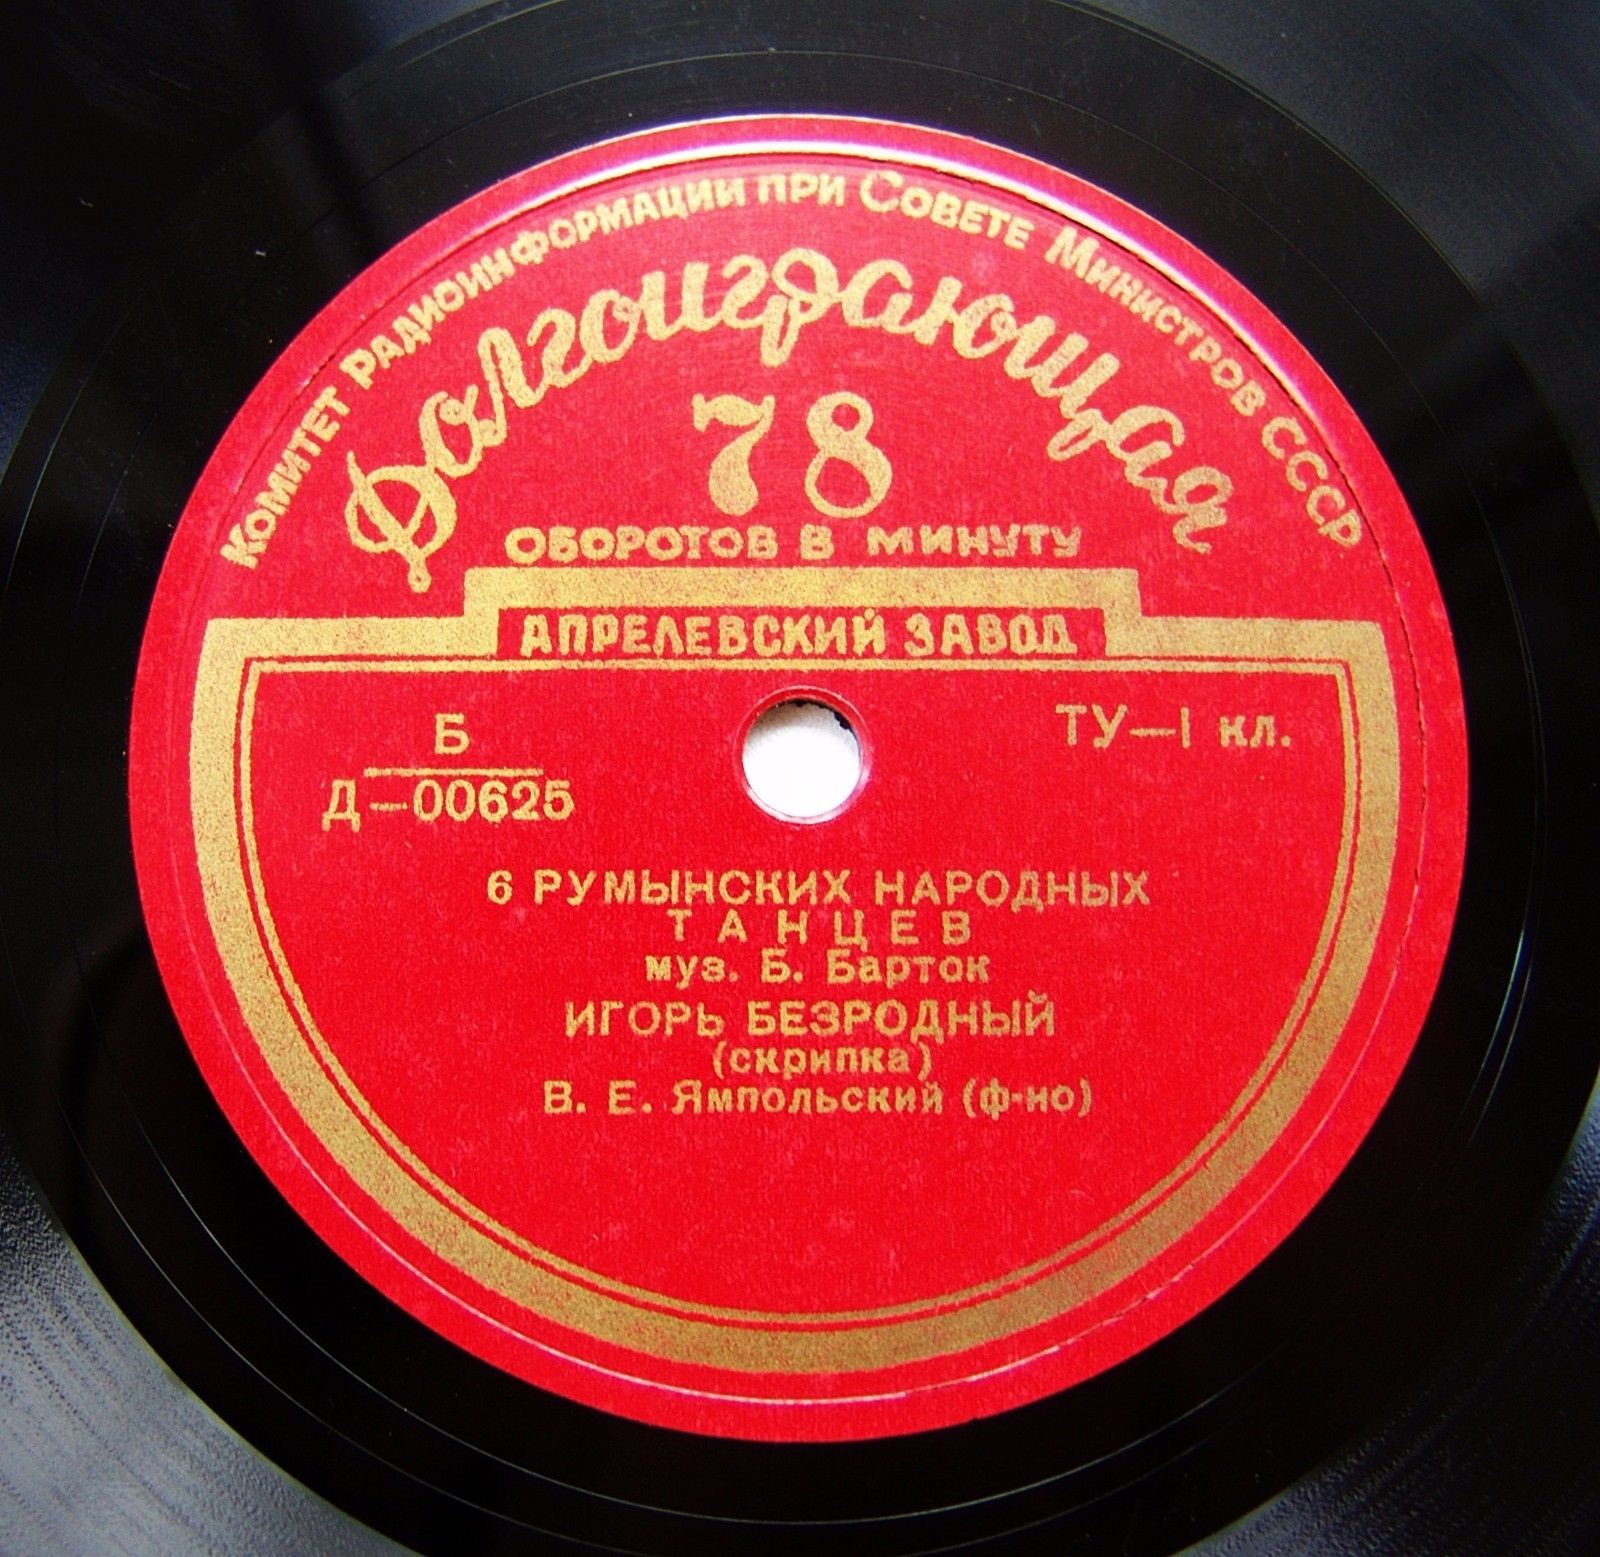 Комитет Радиоинформации при Совете Министров СССР
Долгоиграющая
78
ОБОРОТОВ В МИНУТУ
АПРЕЛЕВСКИЙ ЗАВОД
Б
ТУ—I кл.
Д—00625
6 РУМЫНСКИХ НАРОДНЫХ
ТАНЦЕВ
муз. Б. Барток
ИГОРЬ БЕЗРОДНЫЙ
(скрипка)
В. Е. Ямпольский (ф-но)